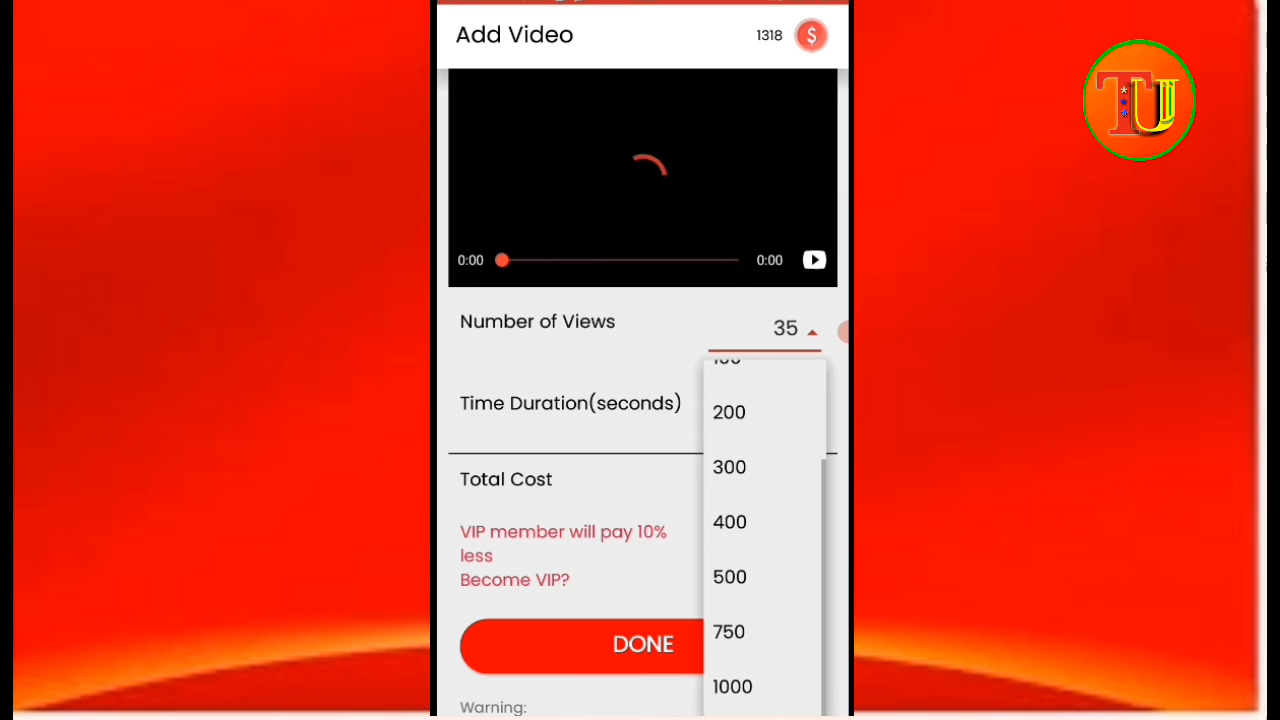 Add Video
1318
$
TU
0:00
0:00
Number of Views
35
200
Time Duration(seconds)
300
Total Cost
400
VIP member will pay 10%
less
500
Become VIP?
750
DONE
1000
Warning: